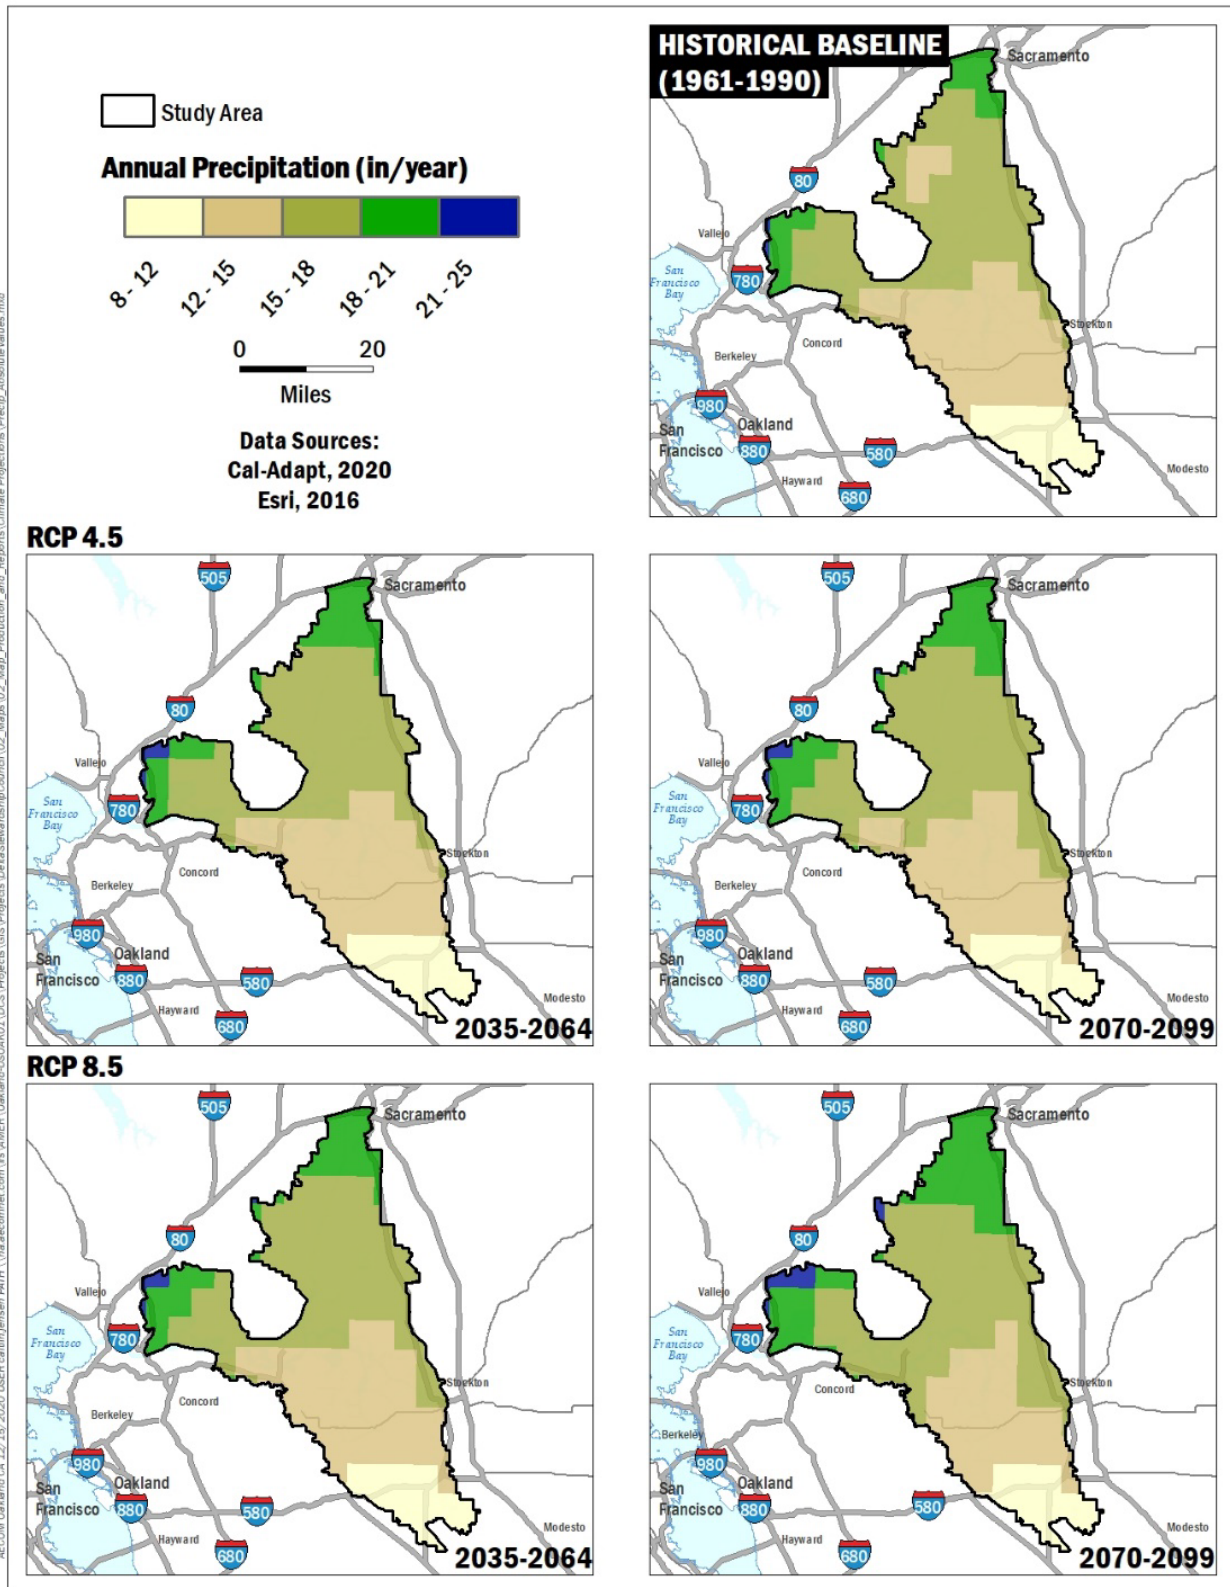 HISTORICAL BASELINE
(1961-1990)
Sacramento
80
Vallejo
San
Francisco
Bay
780
Stockton
Concord
Berkeley
980
San
Francisco
Oakland
880
580
Modesto
Hayward
680
Study Area
Annual Precipitation (in/year)
8 - 12
12 - 15
15 - 18
18 - 21
21 - 25
0
20
Miles
Data Sources:
Cal-Adapt, 2020
Esri, 2016
RCP 4.5
505
Sacramento
80
Vallejo
San
Francisco
Bay
780
Stockton
Concord
Berkeley
980
San
Francisco
Oakland
880
580
Modesto
Hayward
680
2035-2064
505
Sacramento
80
Vallejo
San
Francisco
Bay
780
Stockton
Concord
Berkeley
980
San
Francisco
Oakland
880
580
Modesto
Hayward
680
2070-2099
RCP 8.5
505
Sacramento
80
Vallejo
San
Francisco
Bay
780
Stockton
Concord
Berkeley
980
San
Francisco
Oakland
880
580
Modesto
Hayward
680
2035-2064
505
Sacramento
80
Vallejo
San
Francisco
Bay
780
Stockton
Concord
Berkeley
980
San
Francisco
Oakland
880
580
Modesto
Hayward
680
2070-2099